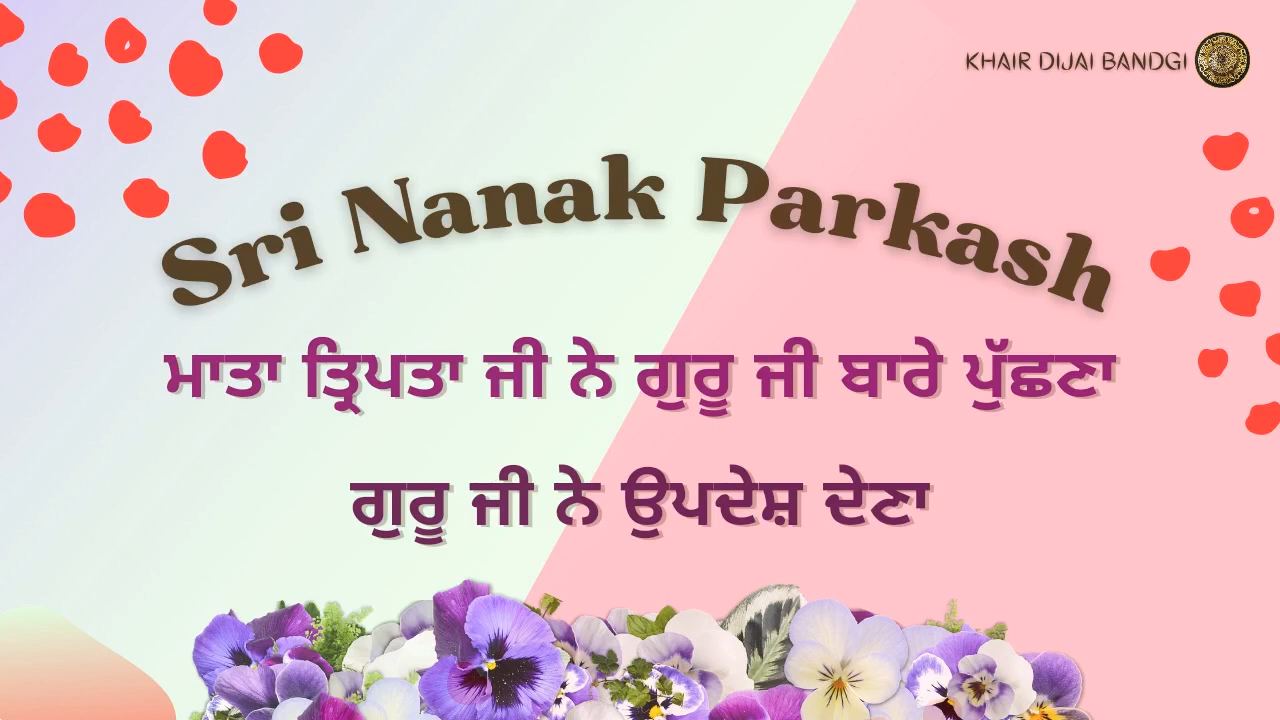 KHAIR DIJAI BANDGI
Sri Nanak Parkash
ਮਾਤਾ ਤ੍ਰਿਪਤਾ ਜੀ ਨੇ ਗੁਰੂ ਜੀ ਬਾਰੇ ਪੁੱਛਣਾ
ਗੁਰੂ ਜੀ ਨੇ ਉਪਦੇਸ਼ ਦੇਣਾ